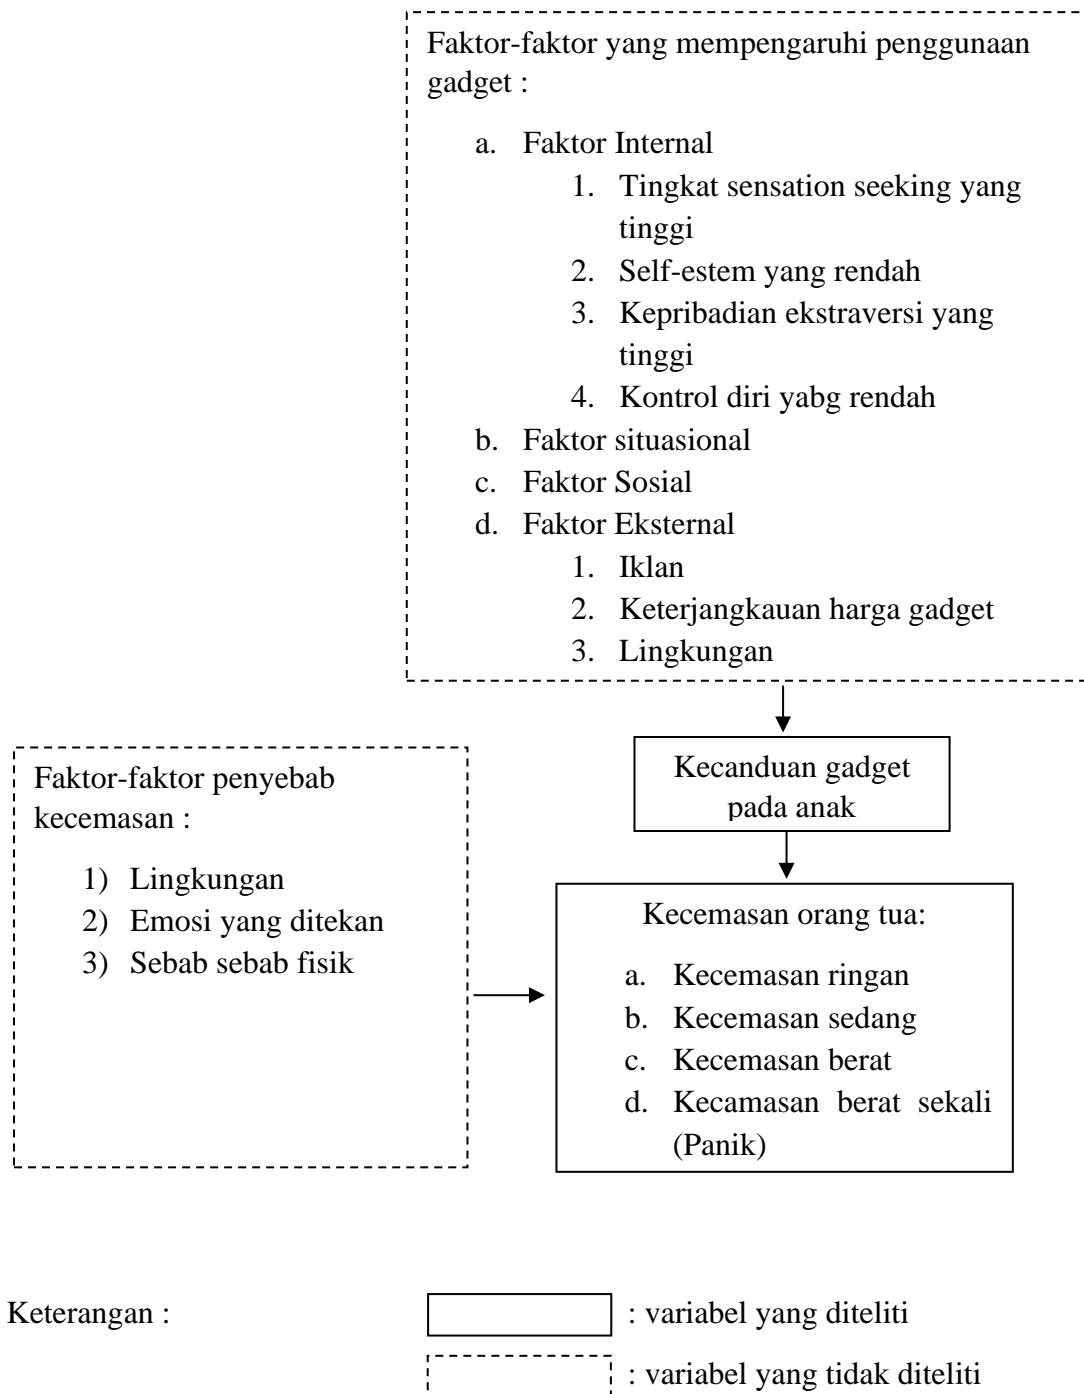 Faktor-faktor yang mempengaruhi penggunaan
gadget :
a. Faktor Internal
1. Tingkat sensation seeking yang
tinggi
2. Self-estem yang rendah
3. Kepribadian ekstraversi yang
tinggi
4. Kontrol diri yabg rendah
b. Faktor situasional
c. Faktor Sosial
d. Faktor Eksternal
1. Iklan
2. Keterjangkauan harga gadget
3. Lingkungan
Kecanduan gadget
pada anak
Faktor-faktor penyebab
kecemasan :
1) Lingkungan
2) Emosi yang ditekan
3) Sebab sebab fisik
Kecemasan orang tua:
a. Kecemasan ringan
b. Kecemasan sedang
c. Kecemasan berat
d. Kecamasan berat sekali
(Panik)
Keterangan :
: variabel yang diteliti
: variabel yang tidak diteliti